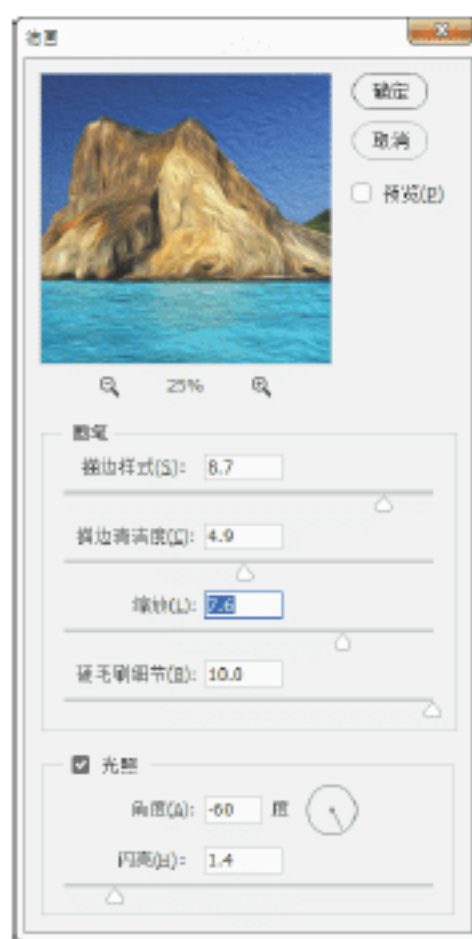 油画
确定
取消
预览(P)
25%
画笔
描边样式(S): 8.7
描边清洁度(C): 4.9
缩放(L): 7.6
硬毛刷细节(B): 10.0
光照
角度(A): -60 度
闪亮(H): 1.4